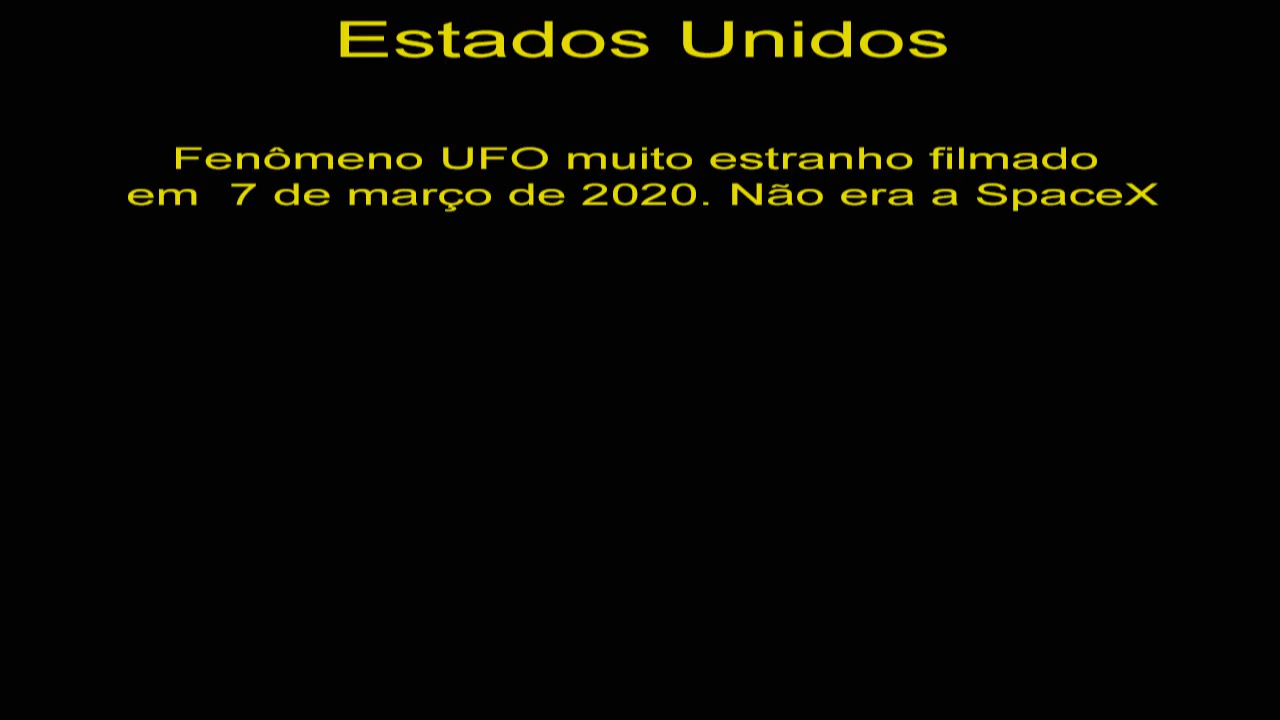 Estados Unidos
Fenômeno UFO muito estranho filmado
em 7 de março de 2020. Não era a SpaceX